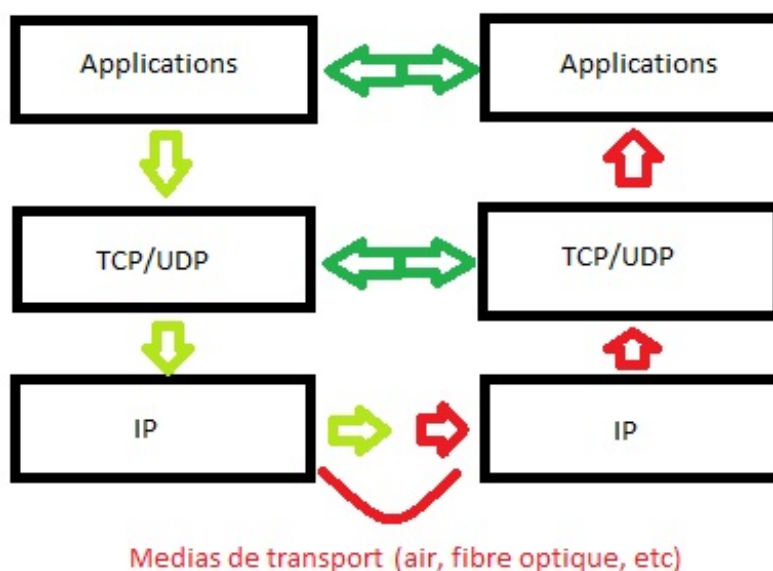 Applications
Applications
TCP/UDP
TCP/UDP
IP
IP
Medias de transport (air, fibre optique, etc)